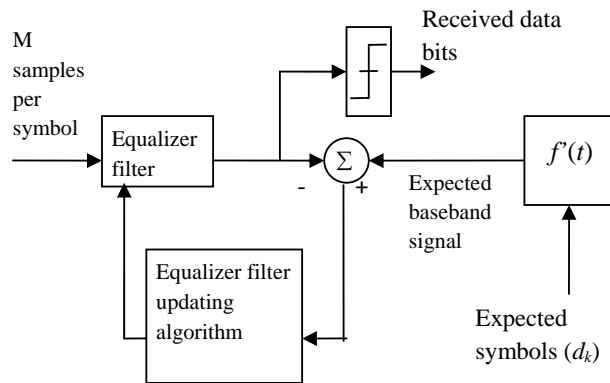 M
samples
per
symbol
Received data
bits
Equalizer
filter
Σ
- +
f'(t)
Expected
baseband
signal
Equalizer filter
updating
algorithm
Expected
symbols (dk)